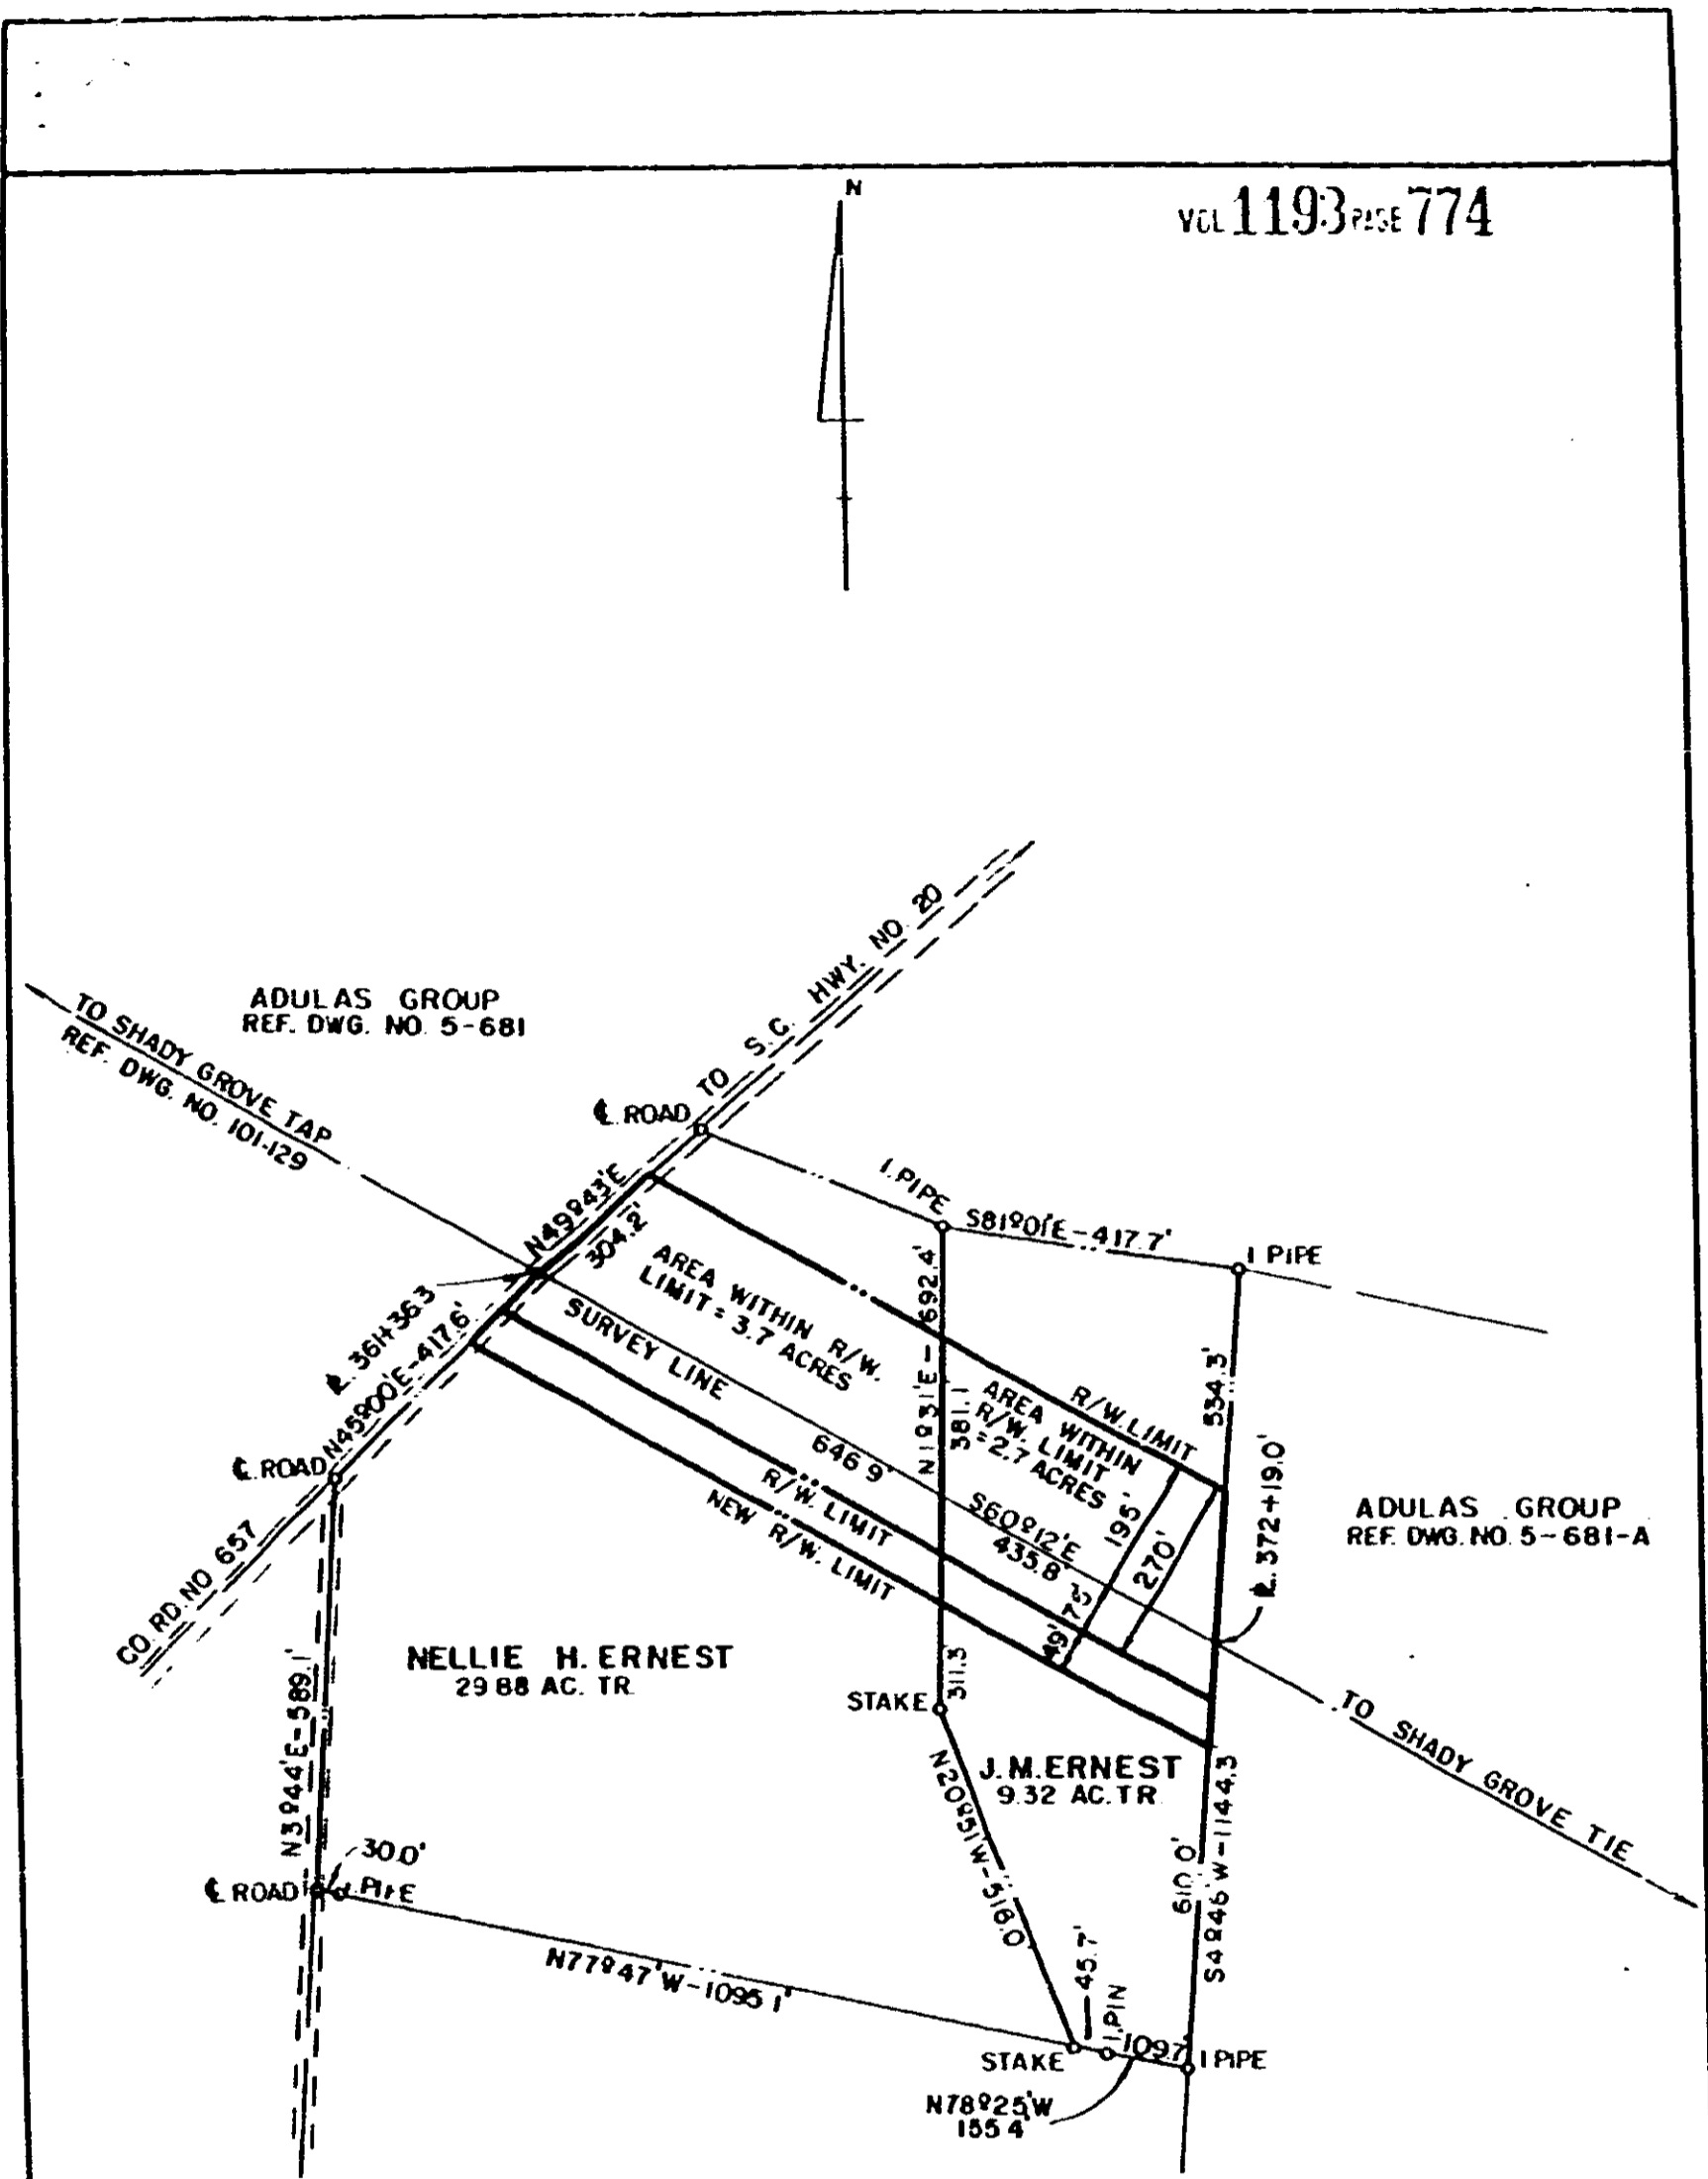 N
VOL 1193 PAGE 774
TO S.C. HWY. NO. 20
ADULAS GROUP
REF. DWG. NO. 5-681
TO SHADY GROVE TAP
REF. DWG. NO. 101-129
℄ ROAD
I. PIPE
S81°01'E-417.7'
I PIPE
N49°43'E
304.2'
AREA WITHIN R/W.
LIMIT = 3.7 ACRES
SURVEY LINE
361+36.3
N45°00'E-417.6'
℄ ROAD
CO. RD. NO 657
N1°31'E-692.4'
381.1
646.9'
R/W. LIMIT
NEW R/W. LIMIT
R/W. LIMIT
AREA WITHIN
R/W. LIMIT
=2.7 ACRES
534.3'
S60°12'E
435.8'
195'
270'
75'
49'
372+19.0'
ADULAS GROUP
REF. DWG. NO. 5-681-A
NELLIE H. ERNEST
29.88 AC. TR.
STAKE
311.3'
J. M. ERNEST
9.32 AC. TR.
TO SHADY GROVE TIE
N3°44'E-589.1'
30.0'
℄ ROAD
I. PIPE
N20°51'W-518.0'
610.0'
S4°46'W-1144.3
N77°47'W-1095.1'
45.7'
I. PIN
109.7'
STAKE
I PIPE
N78°25'W
155.4'